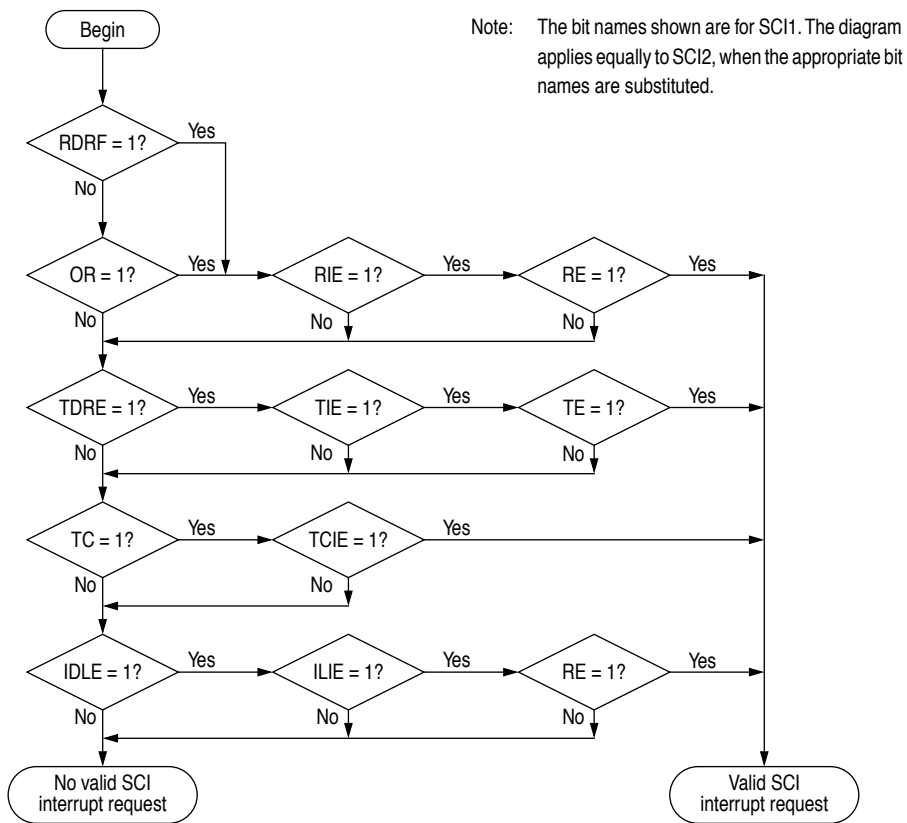 Begin
Note: The bit names shown are for SCI1. The diagram
applies equally to SCI2, when the appropriate bit
names are substituted.
RDRF = 1?
Yes
No
OR = 1?
Yes
RIE = 1?
Yes
RE = 1?
Yes
No
No
No
TDRE = 1?
Yes
TIE = 1?
Yes
TE = 1?
Yes
No
No
No
TC = 1?
Yes
TCIE = 1?
Yes
No
No
IDLE = 1?
Yes
ILIE = 1?
Yes
RE = 1?
Yes
No
No
No
No valid SCI
interrupt request
Valid SCI
interrupt request